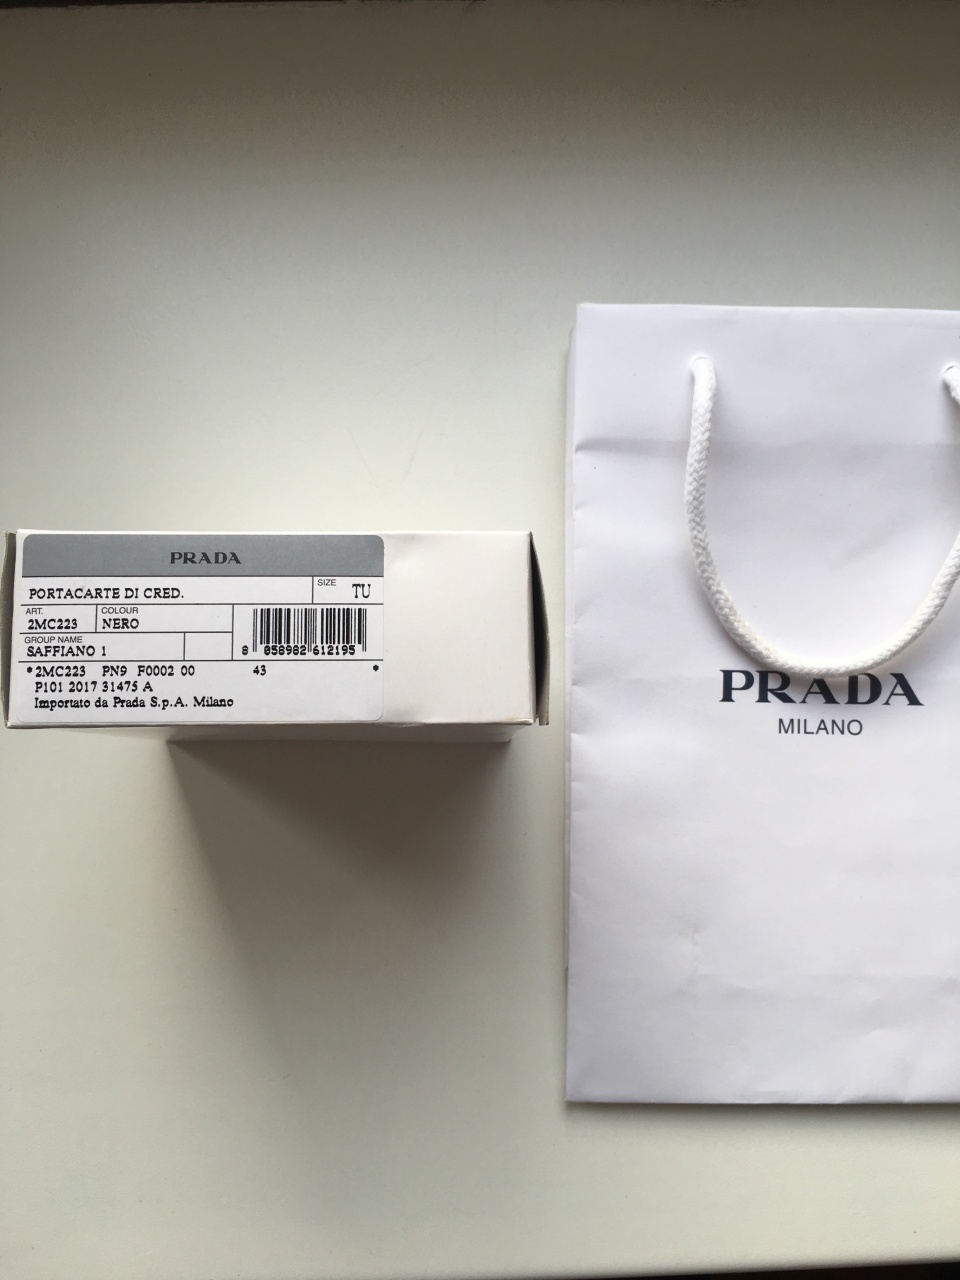 PRADA
PORTACARTE DI CRED.
SIZE
TU
ART.
2MC223
COLOUR
NERO
GROUP NAME
SAFFIANO 1
8 058982 612195
*2MC223 PN9 F0002 00 43 *
P101 2017 31475 A
Importato da Prada S.p.A. Milano
PRADA
MILANO